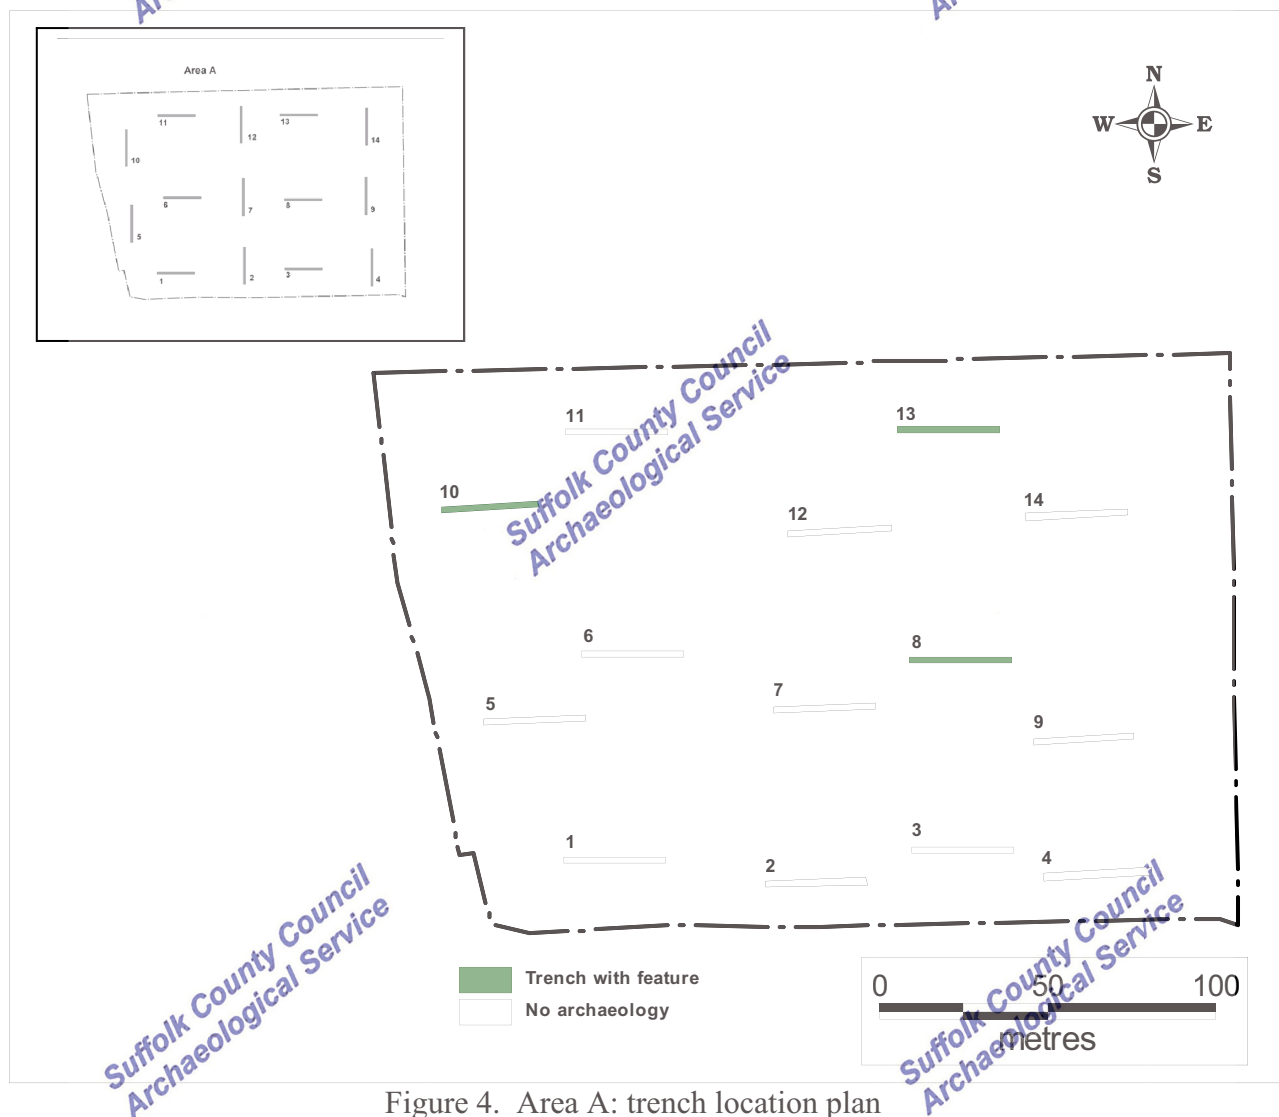 Area A
11
13
12
14
10
6
7
8
9
5
1
2
3
4
N
W E
S
Suffolk County Council
Archaeological Service
11
13
10
12
14
6
8
5
7
9
1
3
2
4
Suffolk County Council
Archaeological Service
Trench with feature
No archaeology
0 50 100
metres
Suffolk County Council
Archaeological Service
Figure 4. Area A: trench location plan